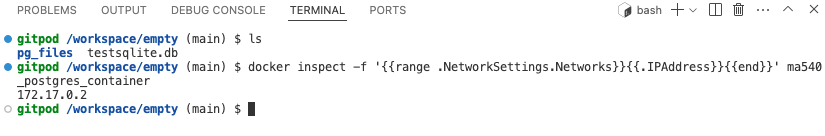 PROBLEMS OUTPUT DEBUG CONSOLE TERMINAL PORTS bash
gitpod /workspace/empty (main) $ ls
pg_files  testsqlite.db
gitpod /workspace/empty (main) $ docker inspect -f '{{range .NetworkSettings.Networks}}{{.IPAddress}}{{end}}' ma540
_postgres_container
172.17.0.2
gitpod /workspace/empty (main) $